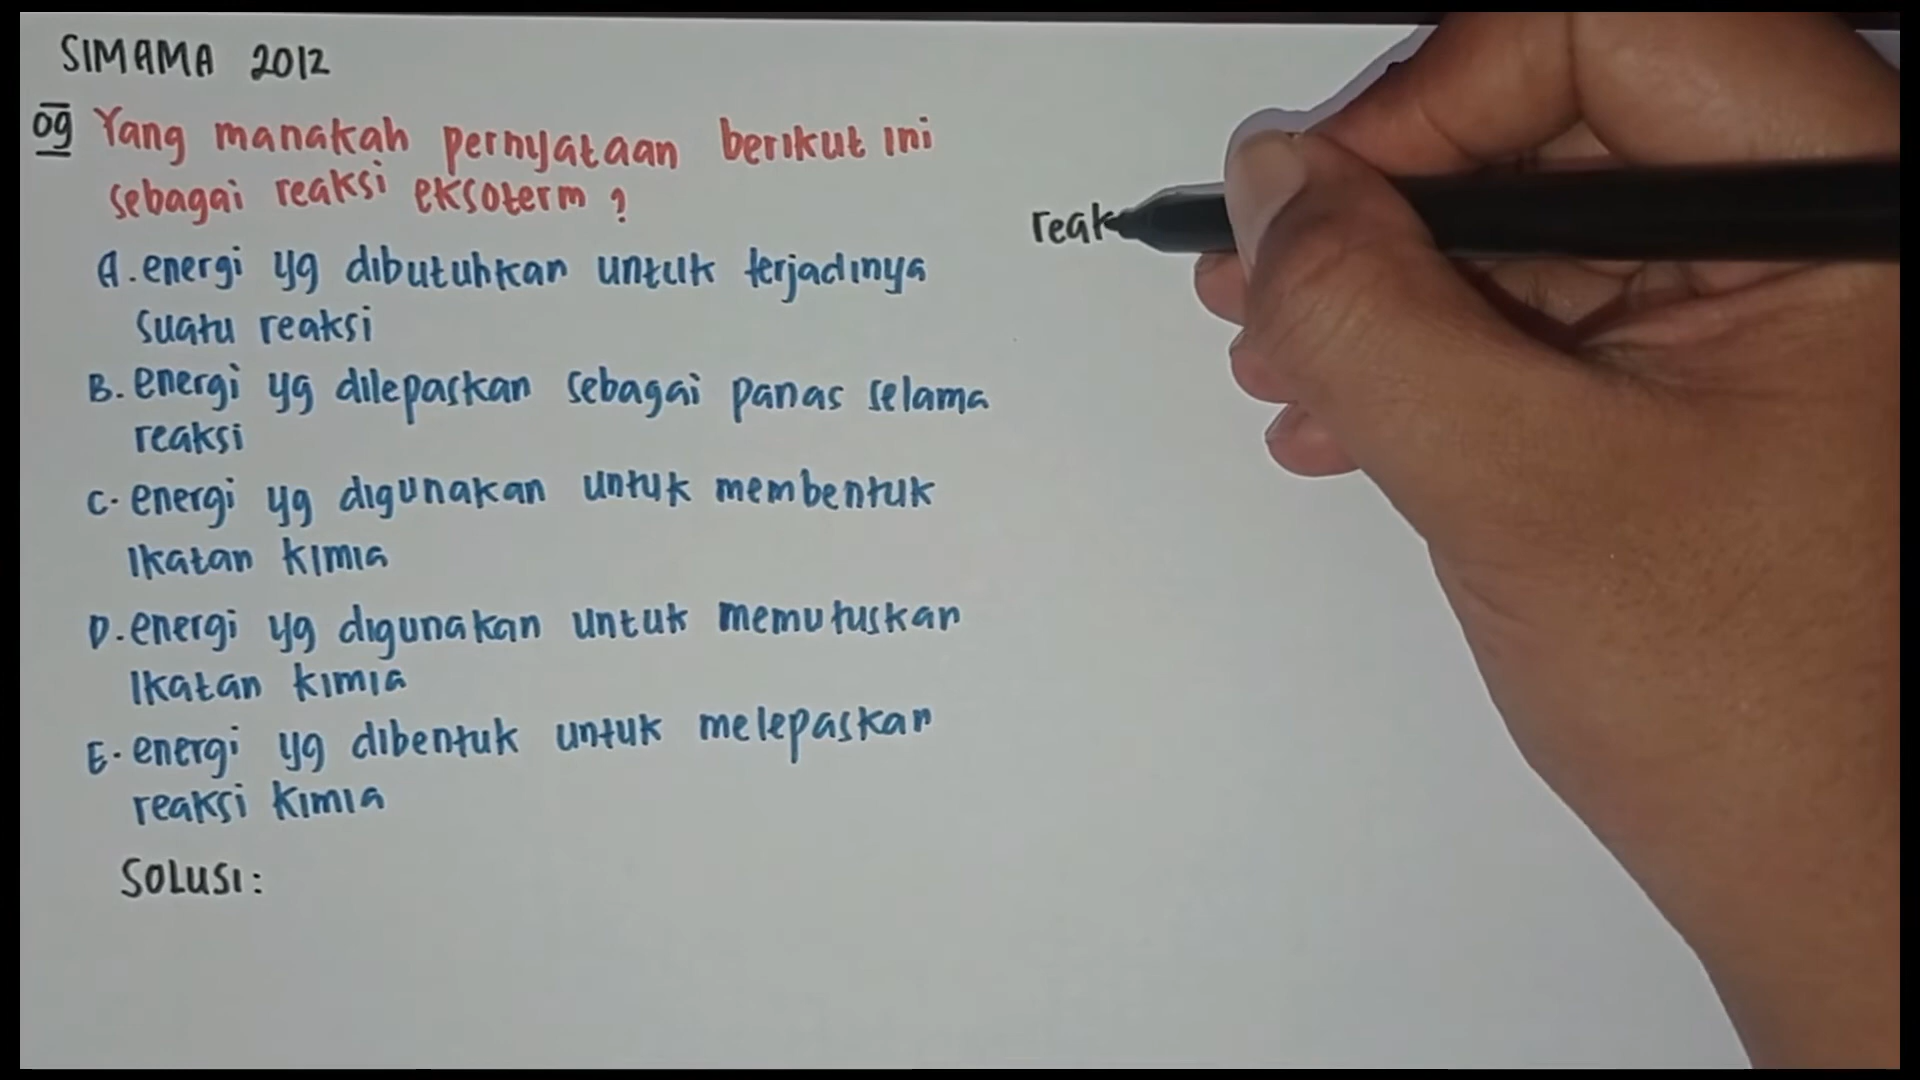 SIMAMA 2012
09 Yang manakah pernyataan berikut ini
sebagai reaksi eksoterm ?
A. energi yg dibutuhkan untuk terjadinya
suatu reaksi
B. energi yg dilepaskan sebagai panas selama
reaksi
C. energi yg digunakan untuk membentuk
Ikatan kimia
D. energi yg digunakan untuk memutuskan
Ikatan kimia
E. energi yg dibentuk untuk melepaskan
reaksi kimia
SOLUSI:
reak